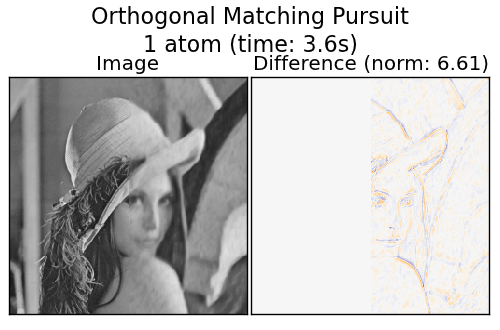 Orthogonal Matching Pursuit
1 atom (time: 3.6s)
Image
Difference (norm: 6.61)